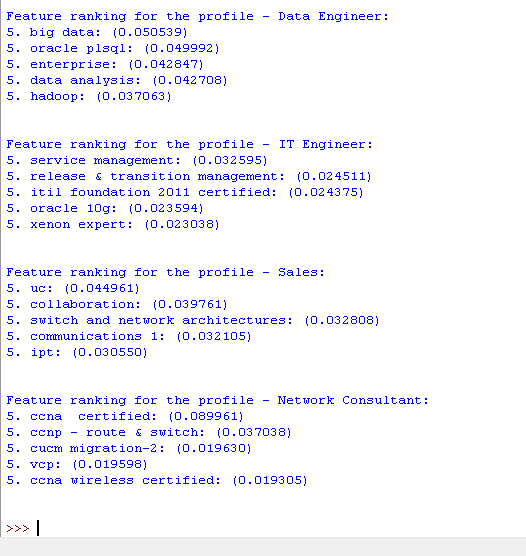 Feature ranking for the profile - Data Engineer:
5. big data: (0.050539)
5. oracle plsql: (0.049992)
5. enterprise: (0.042847)
5. data analysis: (0.042708)
5. hadoop: (0.037063)
Feature ranking for the profile - IT Engineer:
5. service management: (0.032595)
5. release & transition management: (0.024511)
5. itil foundation 2011 certified: (0.024375)
5. oracle 10g: (0.023594)
5. xenon expert: (0.023038)
Feature ranking for the profile - Sales:
5. uc: (0.044961)
5. collaboration: (0.039761)
5. switch and network architectures: (0.032808)
5. communications 1: (0.032105)
5. ipt: (0.030550)
Feature ranking for the profile - Network Consultant:
5. ccna  certified: (0.089961)
5. ccnp - route & switch: (0.037038)
5. cucm migration-2: (0.019630)
5. vcp: (0.019598)
5. ccna wireless certified: (0.019305)
>>>